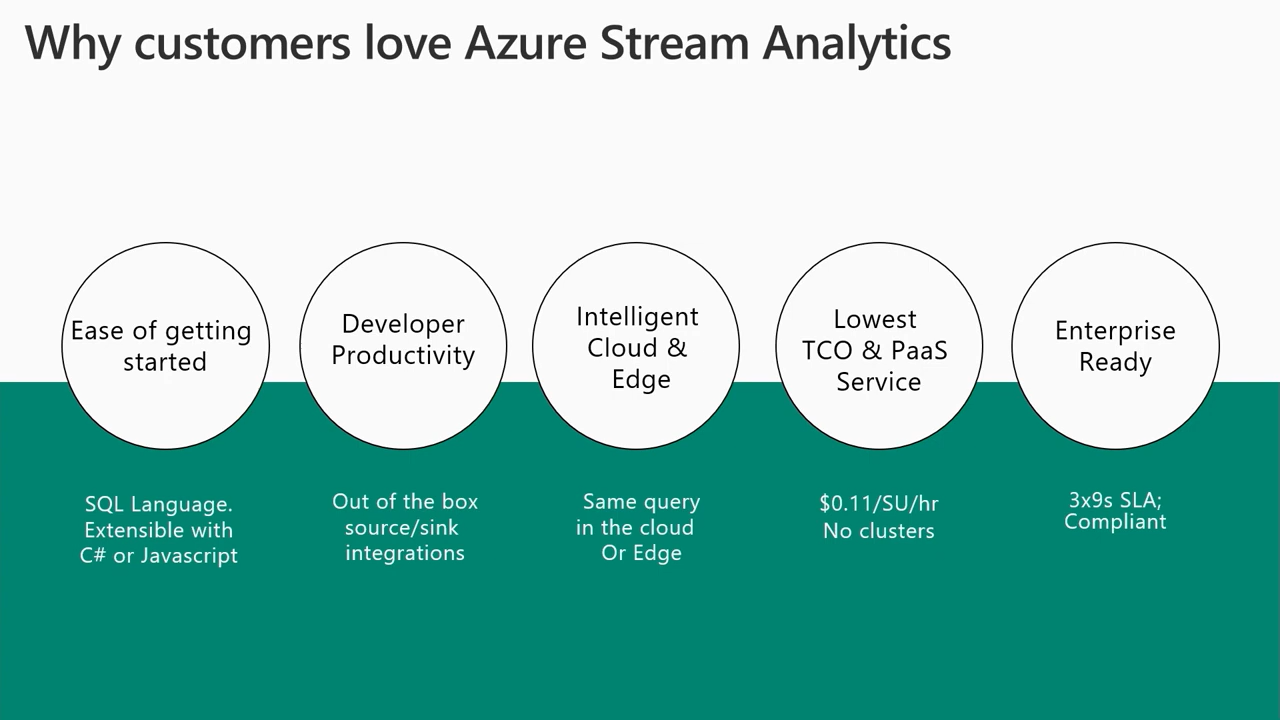 Why customers love Azure Stream Analytics
Ease of getting
started
Developer
Productivity
Intelligent
Cloud &
Edge
Lowest
TCO & PaaS
Service
Enterprise
Ready
SQL Language.
Extensible with
C# or Javascript
Out of the box
source/sink
integrations
Same query
in the cloud
Or Edge
$0.11/SU/hr
No clusters
3x9s SLA;
Compliant